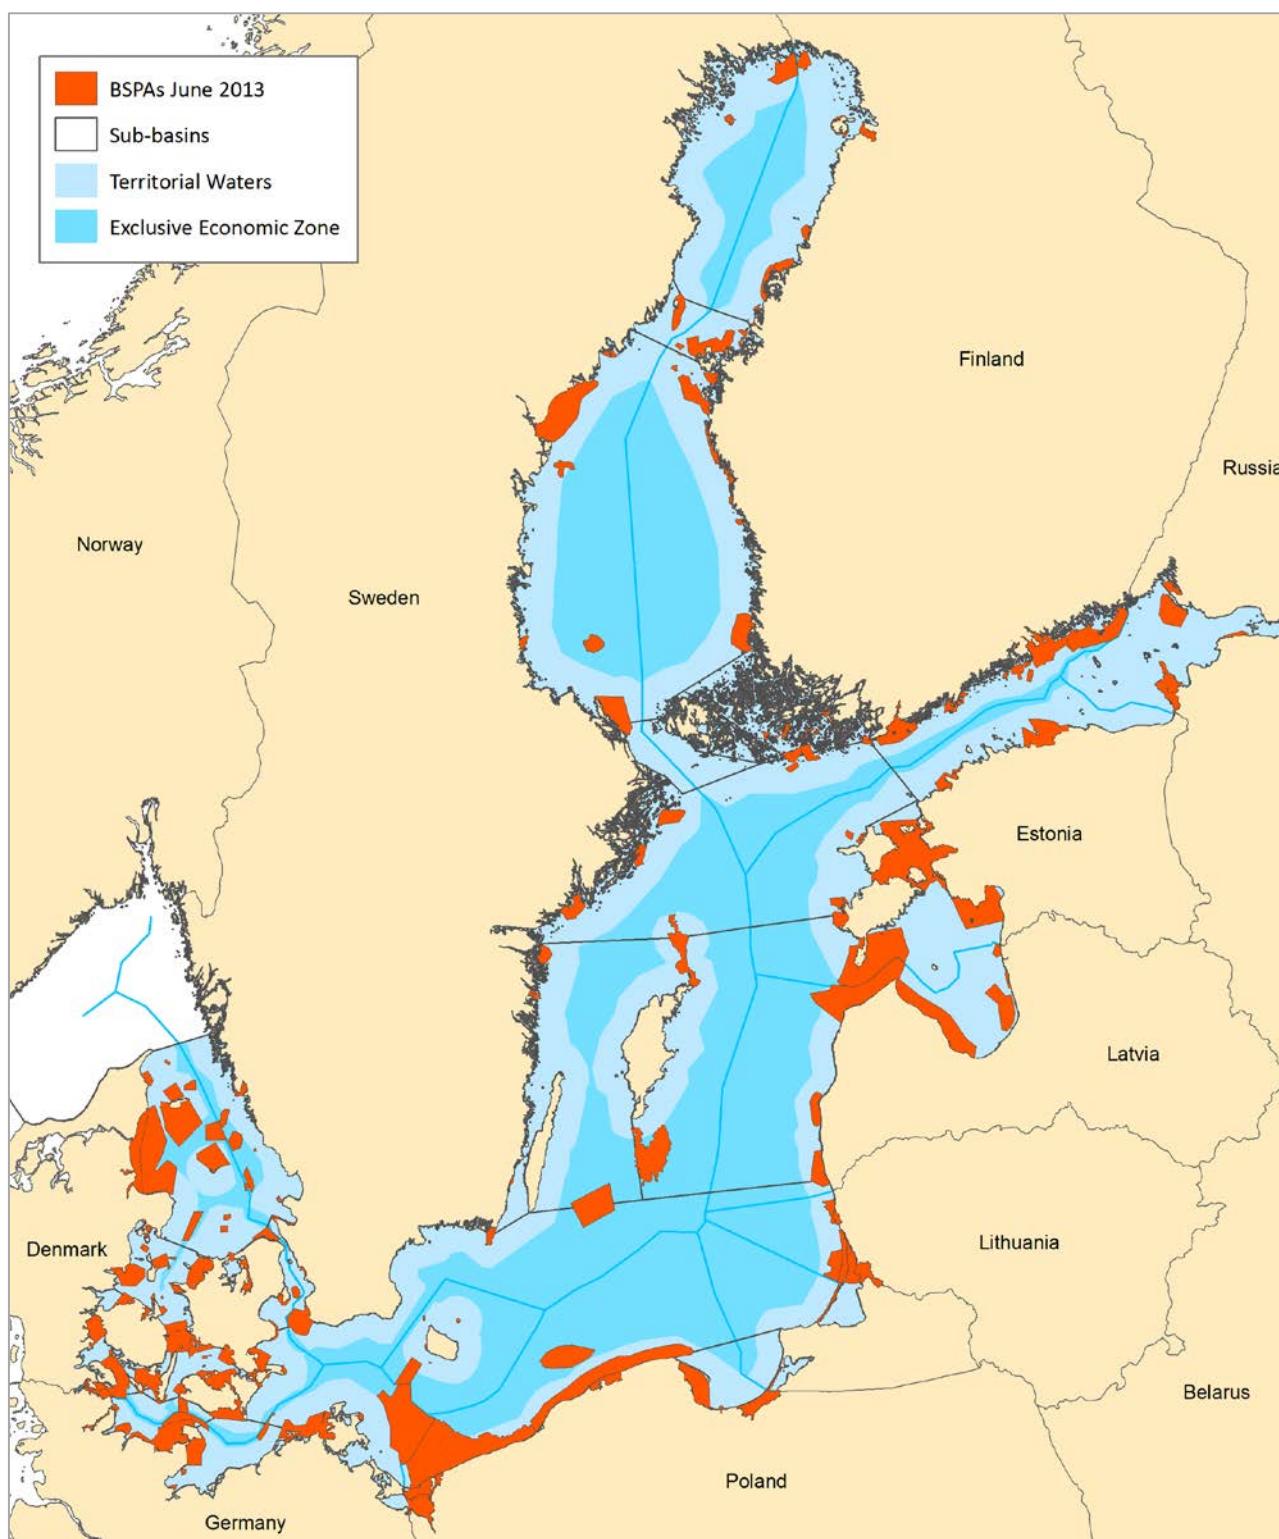 BSPAs June 2013
Sub-basins
Territorial Waters
Exclusive Economic Zone
Finland
Russia
Norway
Sweden
Estonia
Latvia
Denmark
Lithuania
Belarus
Poland
Germany